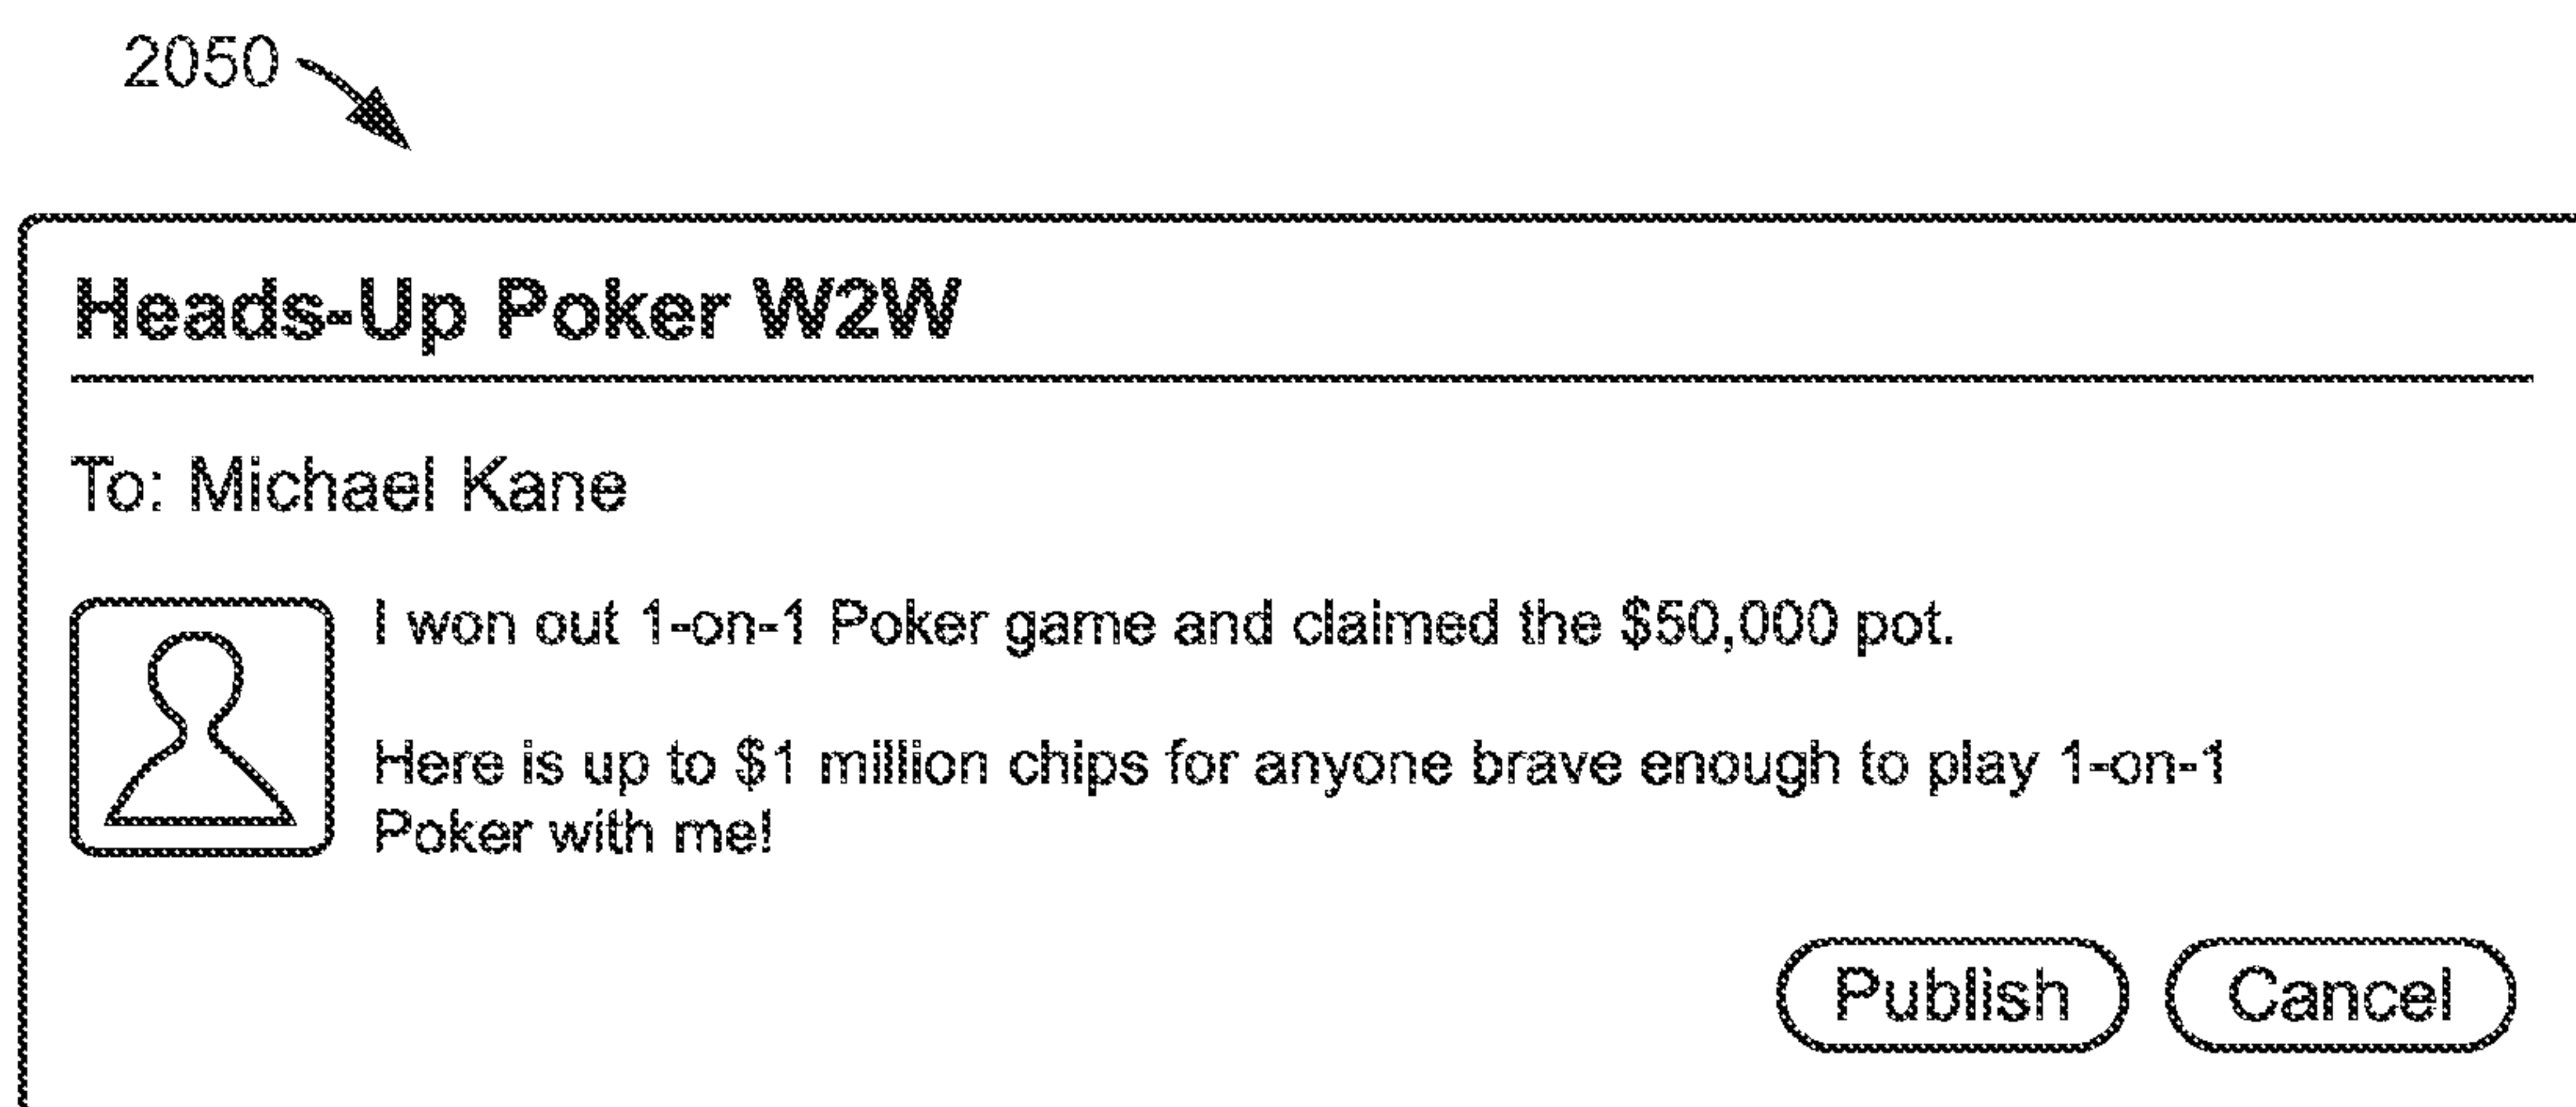 2050
Heads-Up Poker W2W
To: Michael Kane
I won out 1-on-1 Poker game and claimed the $50,000 pot.
Here is up to $1 million chips for anyone brave enough to play 1-on-1
Poker with me!
Publish Cancel